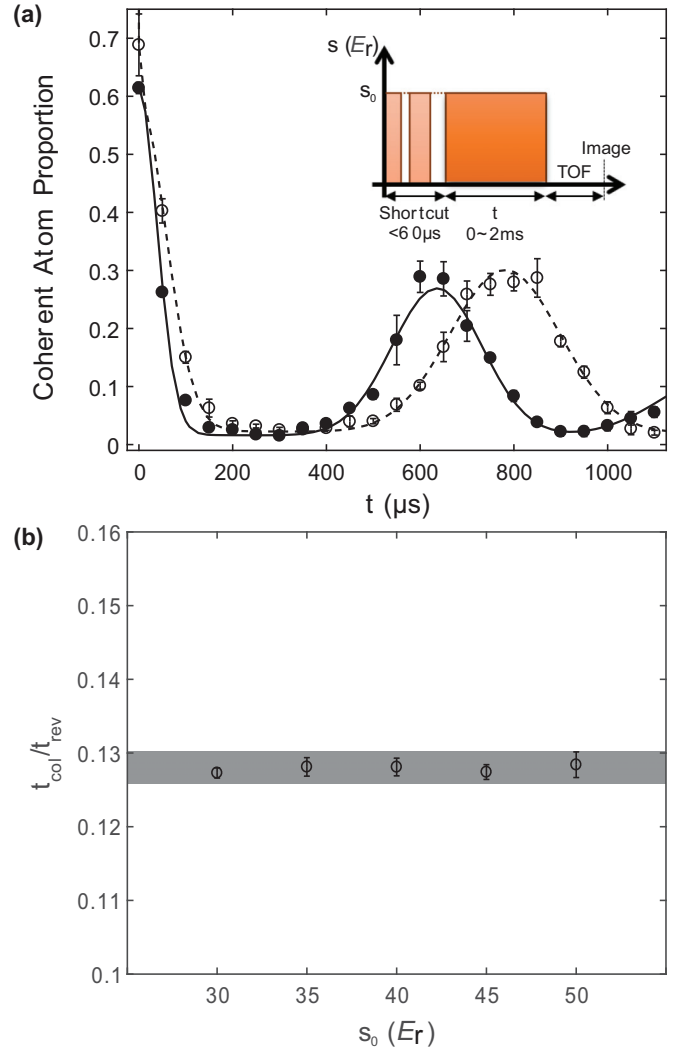 (a)
0.7
0.6
0.5
0.4
0.3
0.2
0.1
0
Coherent Atom Proportion
0 200 400 600 800 1000
t (μs)
s (Er)
s₀
Image
TOF
Shortcut
<60μs
t
0~2ms
(b)
0.16
0.15
0.14
0.13
0.12
0.11
0.1
t_col/t_rev
30 35 40 45 50
s₀ (Er)